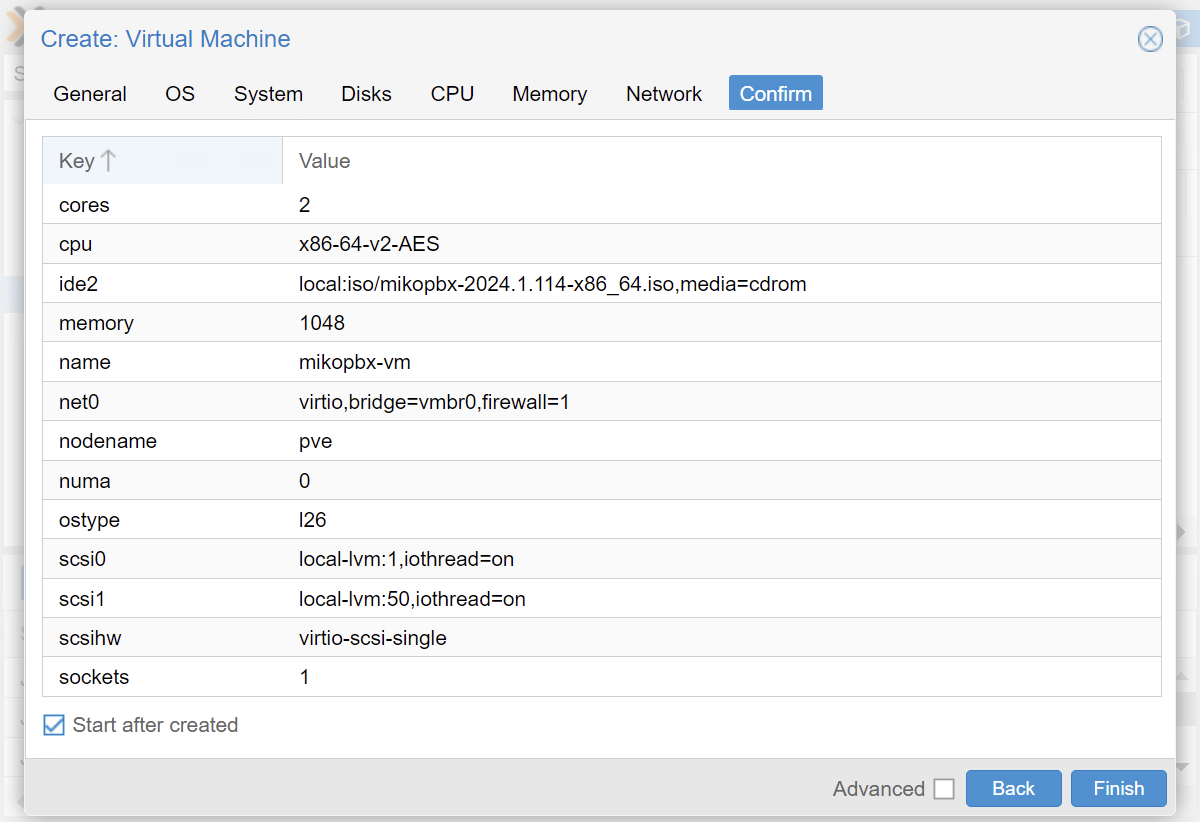 Create: Virtual Machine
General OS System Disks CPU Memory Network Confirm
Key Value
cores 2
cpu x86-64-v2-AES
ide2 local:iso/mikopbx-2024.1.114-x86_64.iso,media=cdrom
memory 1048
name mikopbx-vm
net0 virtio,bridge=vmbr0,firewall=1
nodename pve
numa 0
ostype l26
scsi0 local-lvm:1,iothread=on
scsi1 local-lvm:50,iothread=on
scsihw virtio-scsi-single
sockets 1
Start after created
Advanced Back Finish